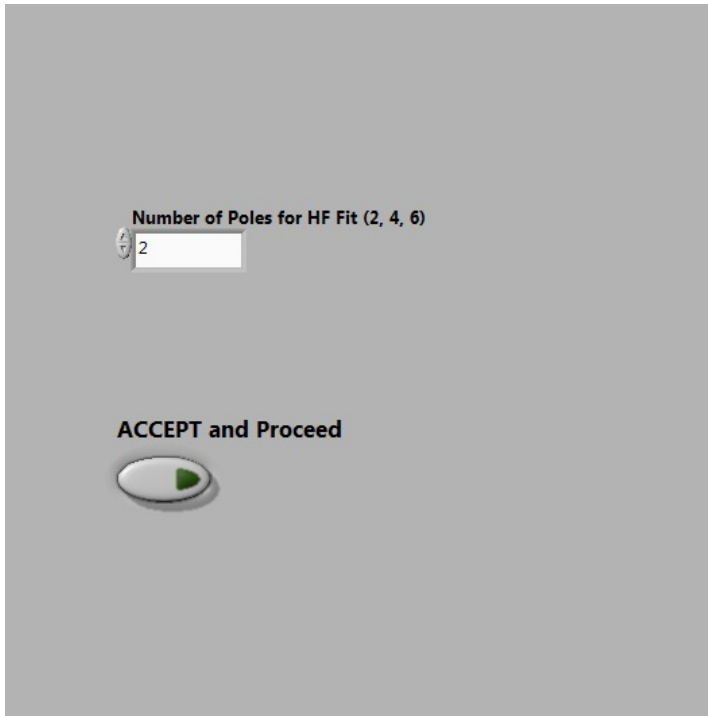 Number of Poles for HF Fit (2, 4, 6)
2
ACCEPT and Proceed